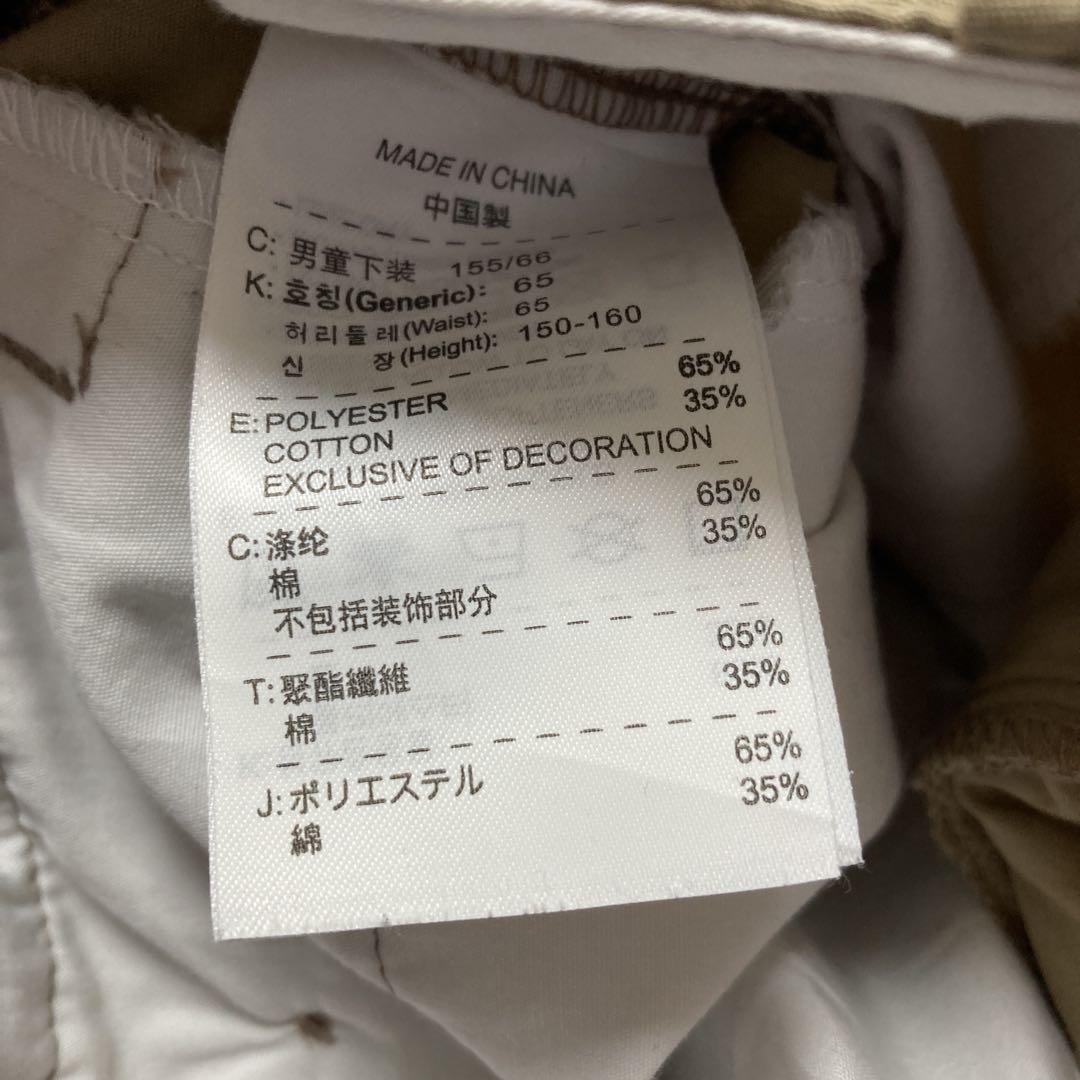 MADE IN CHINA
中国製
C: 男童下装 155/66
K: 호칭(Generic): 65
허리둘레(Waist): 65
신 장(Height): 150-160
E: POLYESTER 65%
COTTON 35%
EXCLUSIVE OF DECORATION
C: 涤纶 65%
棉 35%
不包括装饰部分
T: 聚酯纖維 65%
棉 35%
J: ポリエステル 65%
綿 35%